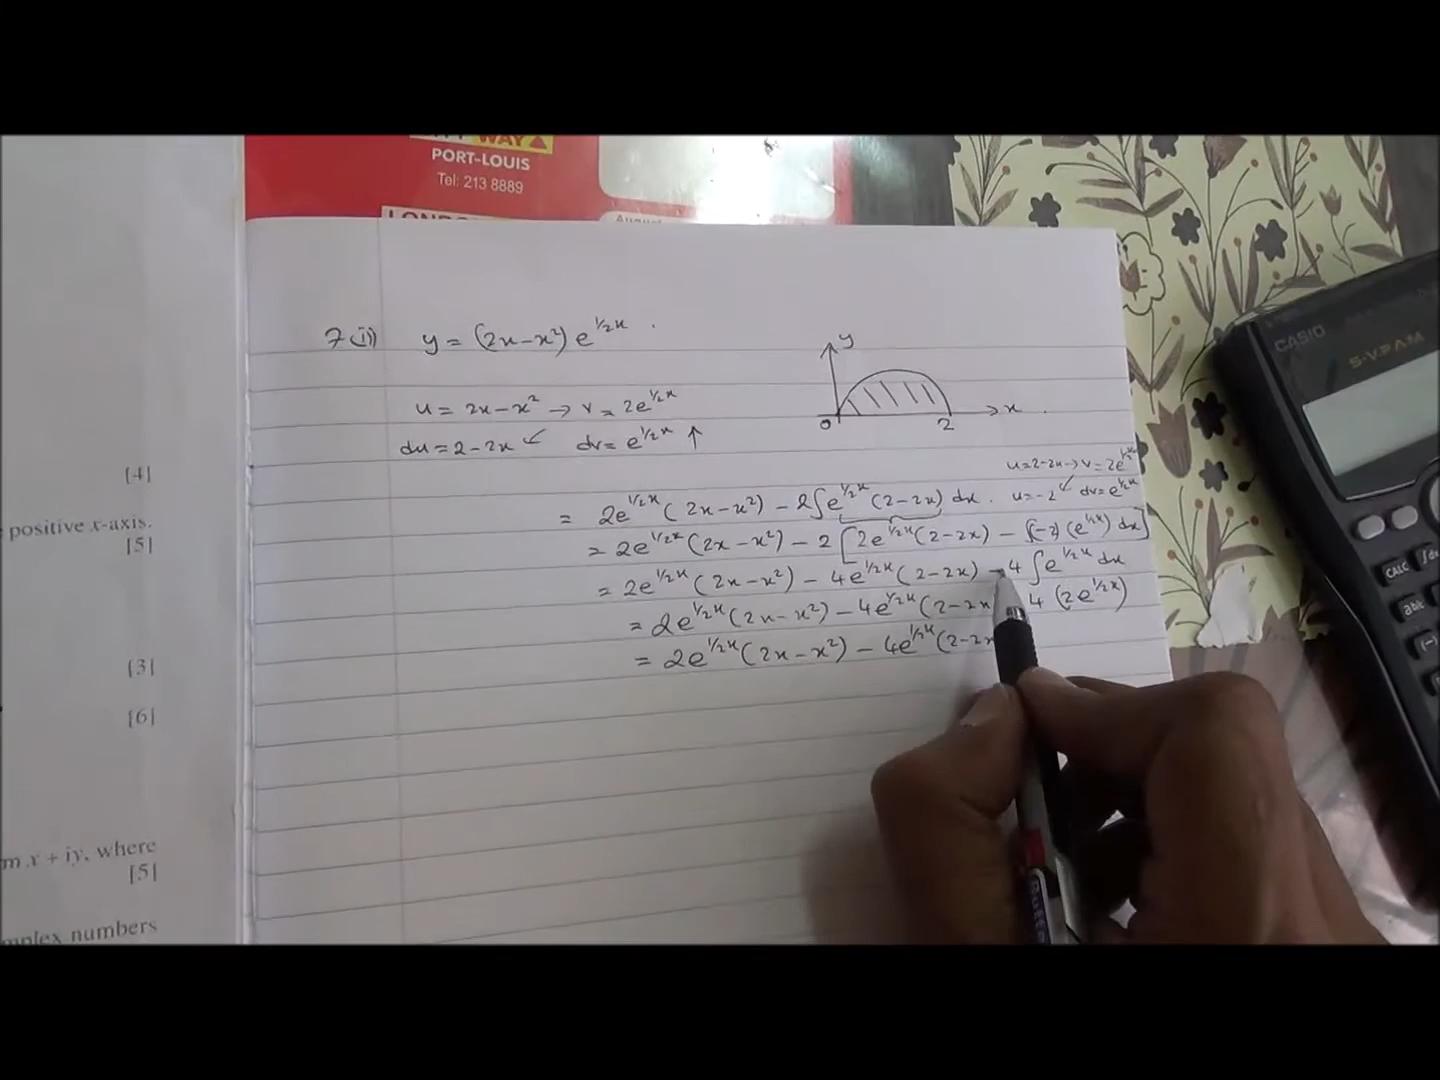 WAY
PORT-LOUIS
Tel: 213 8889
August
CASIO
S-V.P.A.M.
7(ii) y = (2x-x²) e^{1/2x} .
y
x
0
2
u = 2x-x² → v = 2e^{1/2x}
du = 2-2x ↙ dv = e^{1/2x} ↑
u=2-2x → v=2e^{1/2x}
u=-2 ↙ dv=e^{1/2x}
= 2e^{1/2x} (2x-x²) - 2∫e^{1/2x} (2-2x) dx .
= 2e^{1/2x} (2x-x²) - 2 [2e^{1/2x} (2-2x) - ∫(-2) (e^{1/2x}) dx]
= 2e^{1/2x} (2x-x²) - 4e^{1/2x} (2-2x) - 4 ∫e^{1/2x} dx
= 2e^{1/2x} (2x-x²) - 4e^{1/2x} (2-2x 4 (2e^{1/2x})
= 2e^{1/2x} (2x-x²) - 4e^{1/2x} (2-2x
[4]
positive x-axis.
[5]
[3]
[6]
x + iy, where
[5]
numbers
CALC
(-)